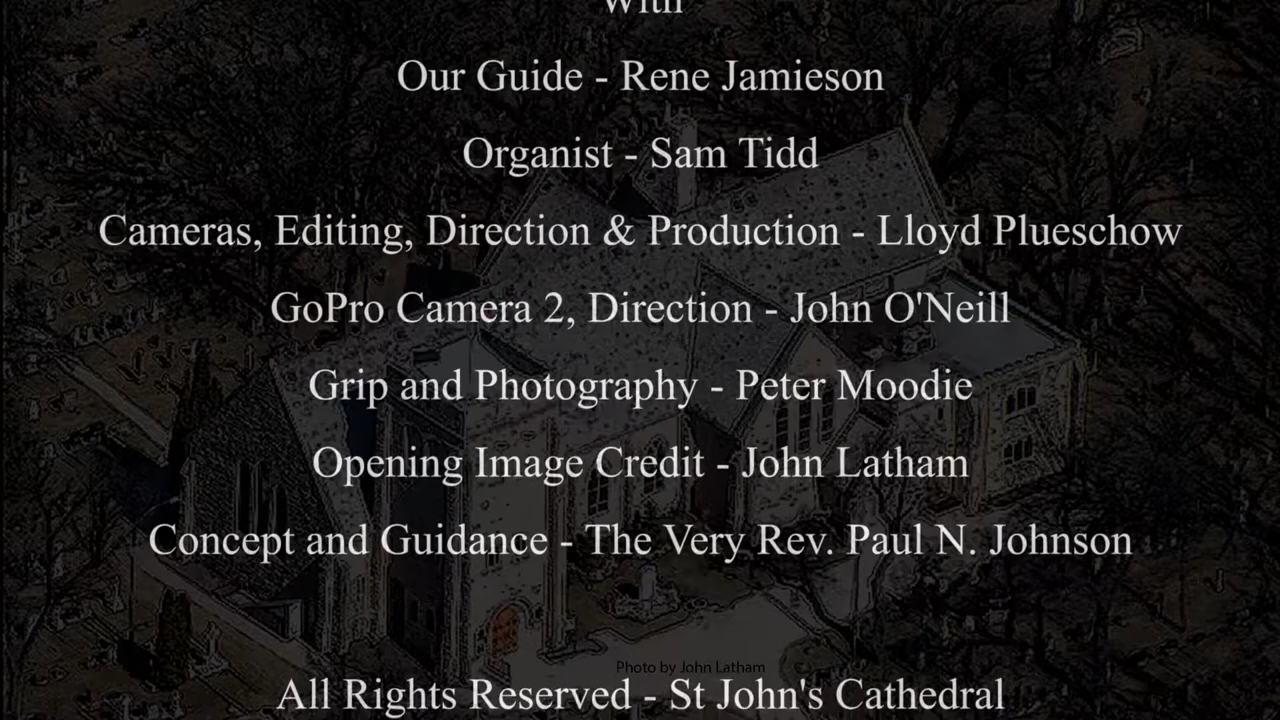 With
Our Guide - Rene Jamieson
Organist - Sam Tidd
Cameras, Editing, Direction & Production - Lloyd Plueschow
GoPro Camera 2, Direction - John O'Neill
Grip and Photography - Peter Moodie
Opening Image Credit - John Latham
Concept and Guidance - The Very Rev. Paul N. Johnson
Photo by John Latham
All Rights Reserved - St John's Cathedral